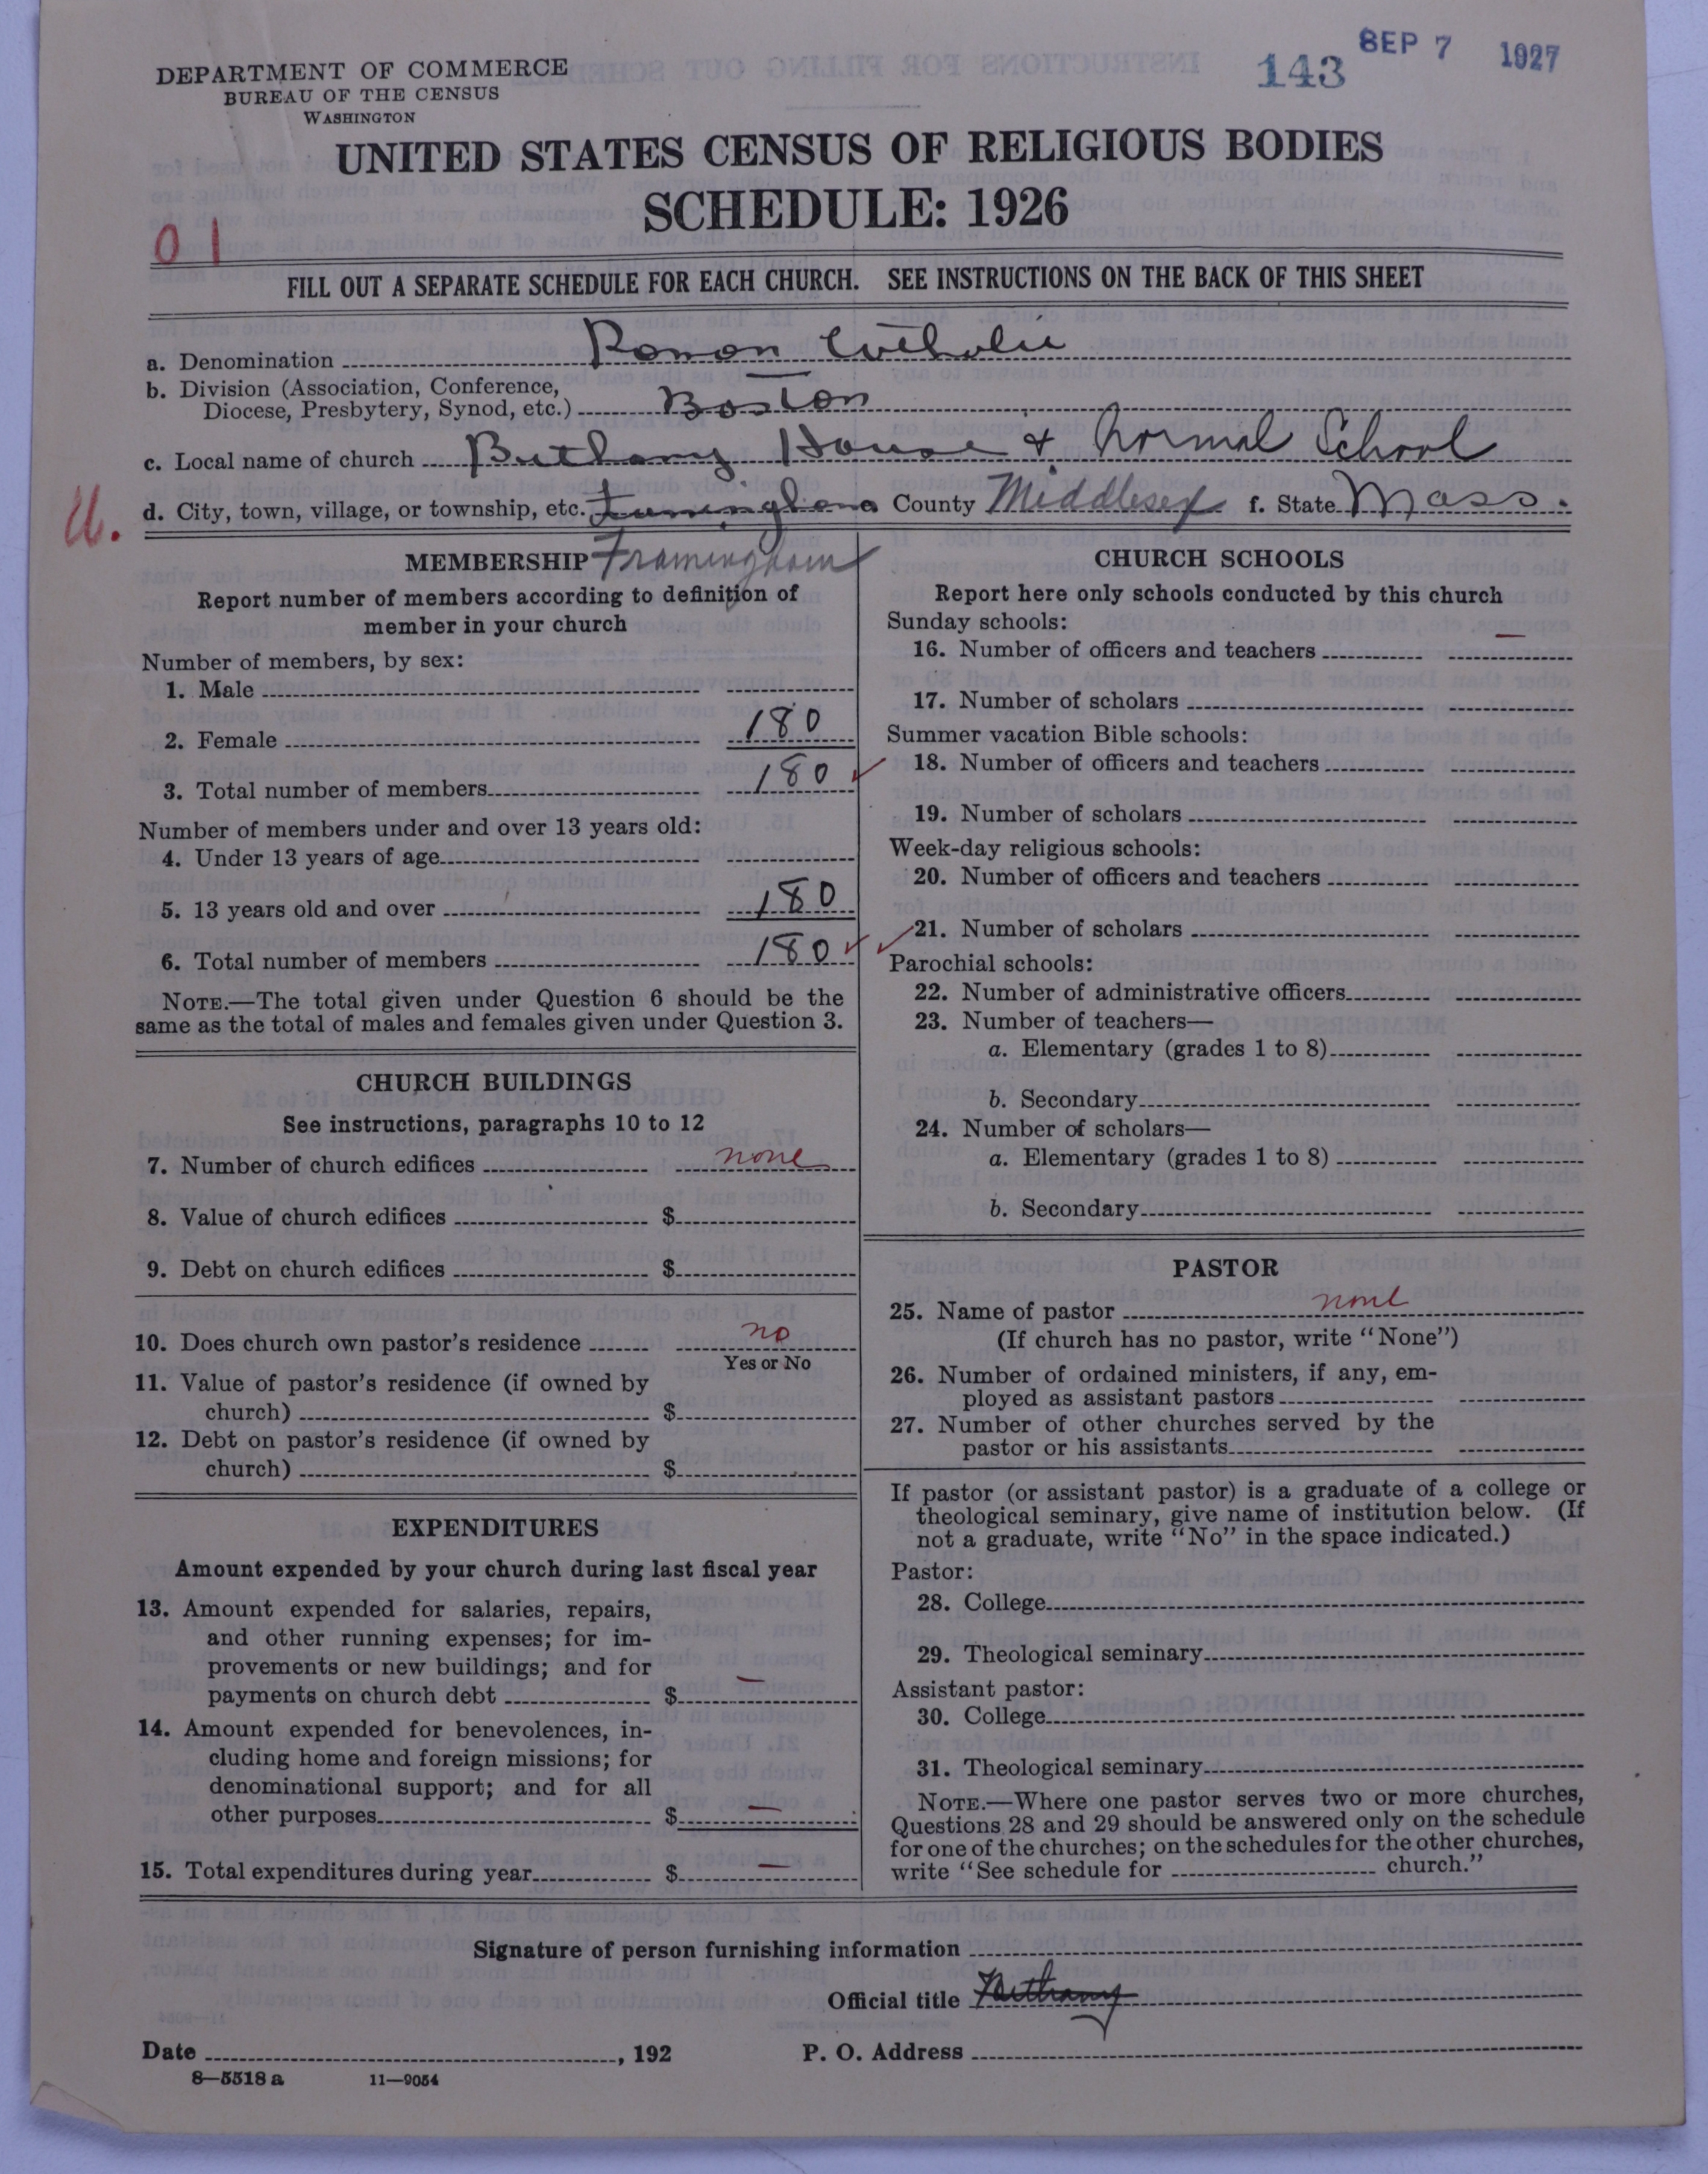 DEPARTMENT OF COMMERCE
BUREAU OF THE CENSUS
WASHINGTON
143 SEP 7 1927
UNITED STATES CENSUS OF RELIGIOUS BODIES
SCHEDULE: 1926
01
FILL OUT A SEPARATE SCHEDULE FOR EACH CHURCH. SEE INSTRUCTIONS ON THE BACK OF THIS SHEET
a. Denomination Roman Catholic
b. Division (Association, Conference,
Diocese, Presbytery, Synod, etc.) Boston
c. Local name of church Bethany House & Normal School
U.
d. City, town, village, or township, etc. County Middlesex f. State Mass.
MEMBERSHIP Framingham
Report number of members according to definition of
member in your church
Number of members, by sex:
1. Male
2. Female 180
3. Total number of members 180 ✓
Number of members under and over 13 years old:
4. Under 13 years of age
5. 13 years old and over 180
6. Total number of members 180 ✓ ✓
NOTE.—The total given under Question 6 should be the
same as the total of males and females given under Question 3.
CHURCH BUILDINGS
See instructions, paragraphs 10 to 12
7. Number of church edifices none
8. Value of church edifices $
9. Debt on church edifices $
10. Does church own pastor's residence no
Yes or No
11. Value of pastor's residence (if owned by
church) $
12. Debt on pastor's residence (if owned by
church) $
EXPENDITURES
Amount expended by your church during last fiscal year
13. Amount expended for salaries, repairs,
and other running expenses; for im-
provements or new buildings; and for
payments on church debt $ —
14. Amount expended for benevolences, in-
cluding home and foreign missions; for
denominational support; and for all
other purposes $ —
15. Total expenditures during year $ —
CHURCH SCHOOLS
Report here only schools conducted by this church
Sunday schools:
16. Number of officers and teachers —
17. Number of scholars
Summer vacation Bible schools:
18. Number of officers and teachers
19. Number of scholars
Week-day religious schools:
20. Number of officers and teachers
21. Number of scholars
Parochial schools:
22. Number of administrative officers
23. Number of teachers—
a. Elementary (grades 1 to 8)
b. Secondary
24. Number of scholars—
a. Elementary (grades 1 to 8)
b. Secondary
PASTOR
25. Name of pastor none
(If church has no pastor, write "None")
26. Number of ordained ministers, if any, em-
ployed as assistant pastors
27. Number of other churches served by the
pastor or his assistants
If pastor (or assistant pastor) is a graduate of a college or
theological seminary, give name of institution below. (If
not a graduate, write "No" in the space indicated.)
Pastor:
28. College
29. Theological seminary
Assistant pastor:
30. College
31. Theological seminary
NOTE.—Where one pastor serves two or more churches,
Questions 28 and 29 should be answered only on the schedule
for one of the churches; on the schedules for the other churches,
write "See schedule for church."
Signature of person furnishing information
Official title Bethany
Date , 192 P. O. Address
8—5518 a 11—9054